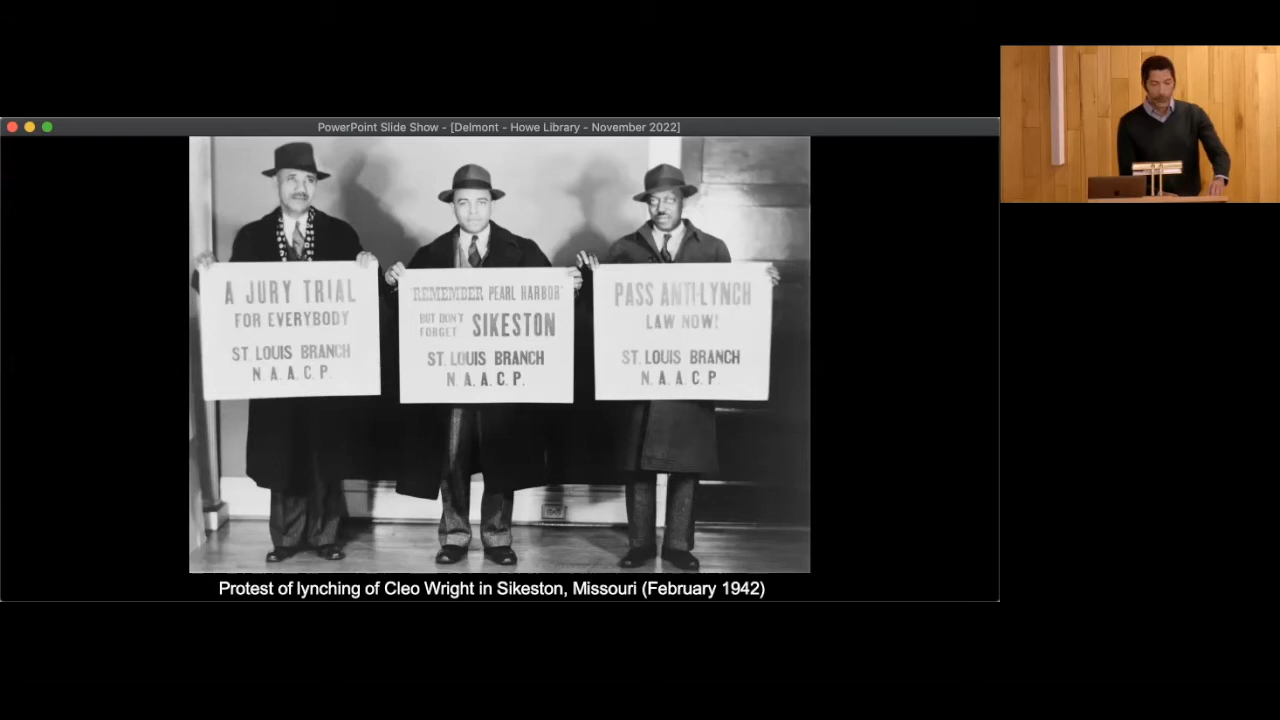 PowerPoint Slide Show - [Delmont - Howe Library - November 2022]
A JURY TRIAL
FOR EVERYBODY
ST. LOUIS BRANCH
N. A. A. C. P.
"REMEMBER PEARL HARBOR"
BUT DON'T
FORGET SIKESTON
ST. LOUIS BRANCH
N. A. A. C. P.
PASS ANTI-LYNCH
LAW NOW!
ST. LOUIS BRANCH
N. A. A. C. P.
Protest of lynching of Cleo Wright in Sikeston, Missouri (February 1942)